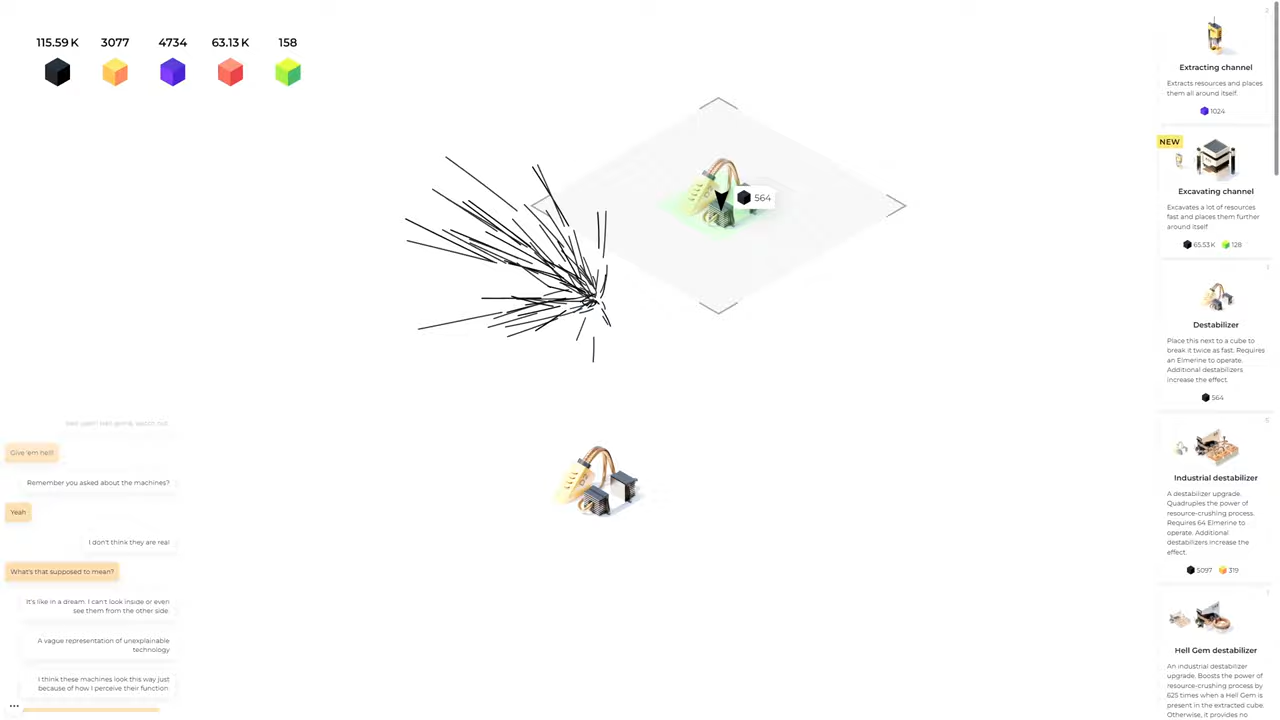 115.59 K 3077 4734 63.13 K 158
564
Hell yeah! Hell gems, watch out
Give 'em hell!
Remember you asked about the machines?
Yeah
I don't think they are real
What's that supposed to mean?
It's like in a dream. I can't look inside or even
see them from the other side.
A vague representation of unexplainable
technology
I think these machines look this way just
because of how I perceive their function
2
Extracting channel
Extracts resources and places
them all around itself.
1024
NEW
Excavating channel
Excavates a lot of resources
fast and places them further
around itself
65.53 K 128
Destabilizer
Place this next to a cube to
break it twice as fast. Requires
an Elmerine to operate.
Additional destabilizers
increase the effect.
564
5
Industrial destabilizer
A destabilizer upgrade.
Quadruples the power of
resource-crushing process.
Requires 64 Elmerine to
operate. Additional
destabilizers increase the
effect.
5097 319
Hell Gem destabilizer
An industrial destabilizer
upgrade. Boosts the power of
resource-crushing process by
625 times when a Hell Gem is
present in the extracted cube.
Otherwise, it provides no